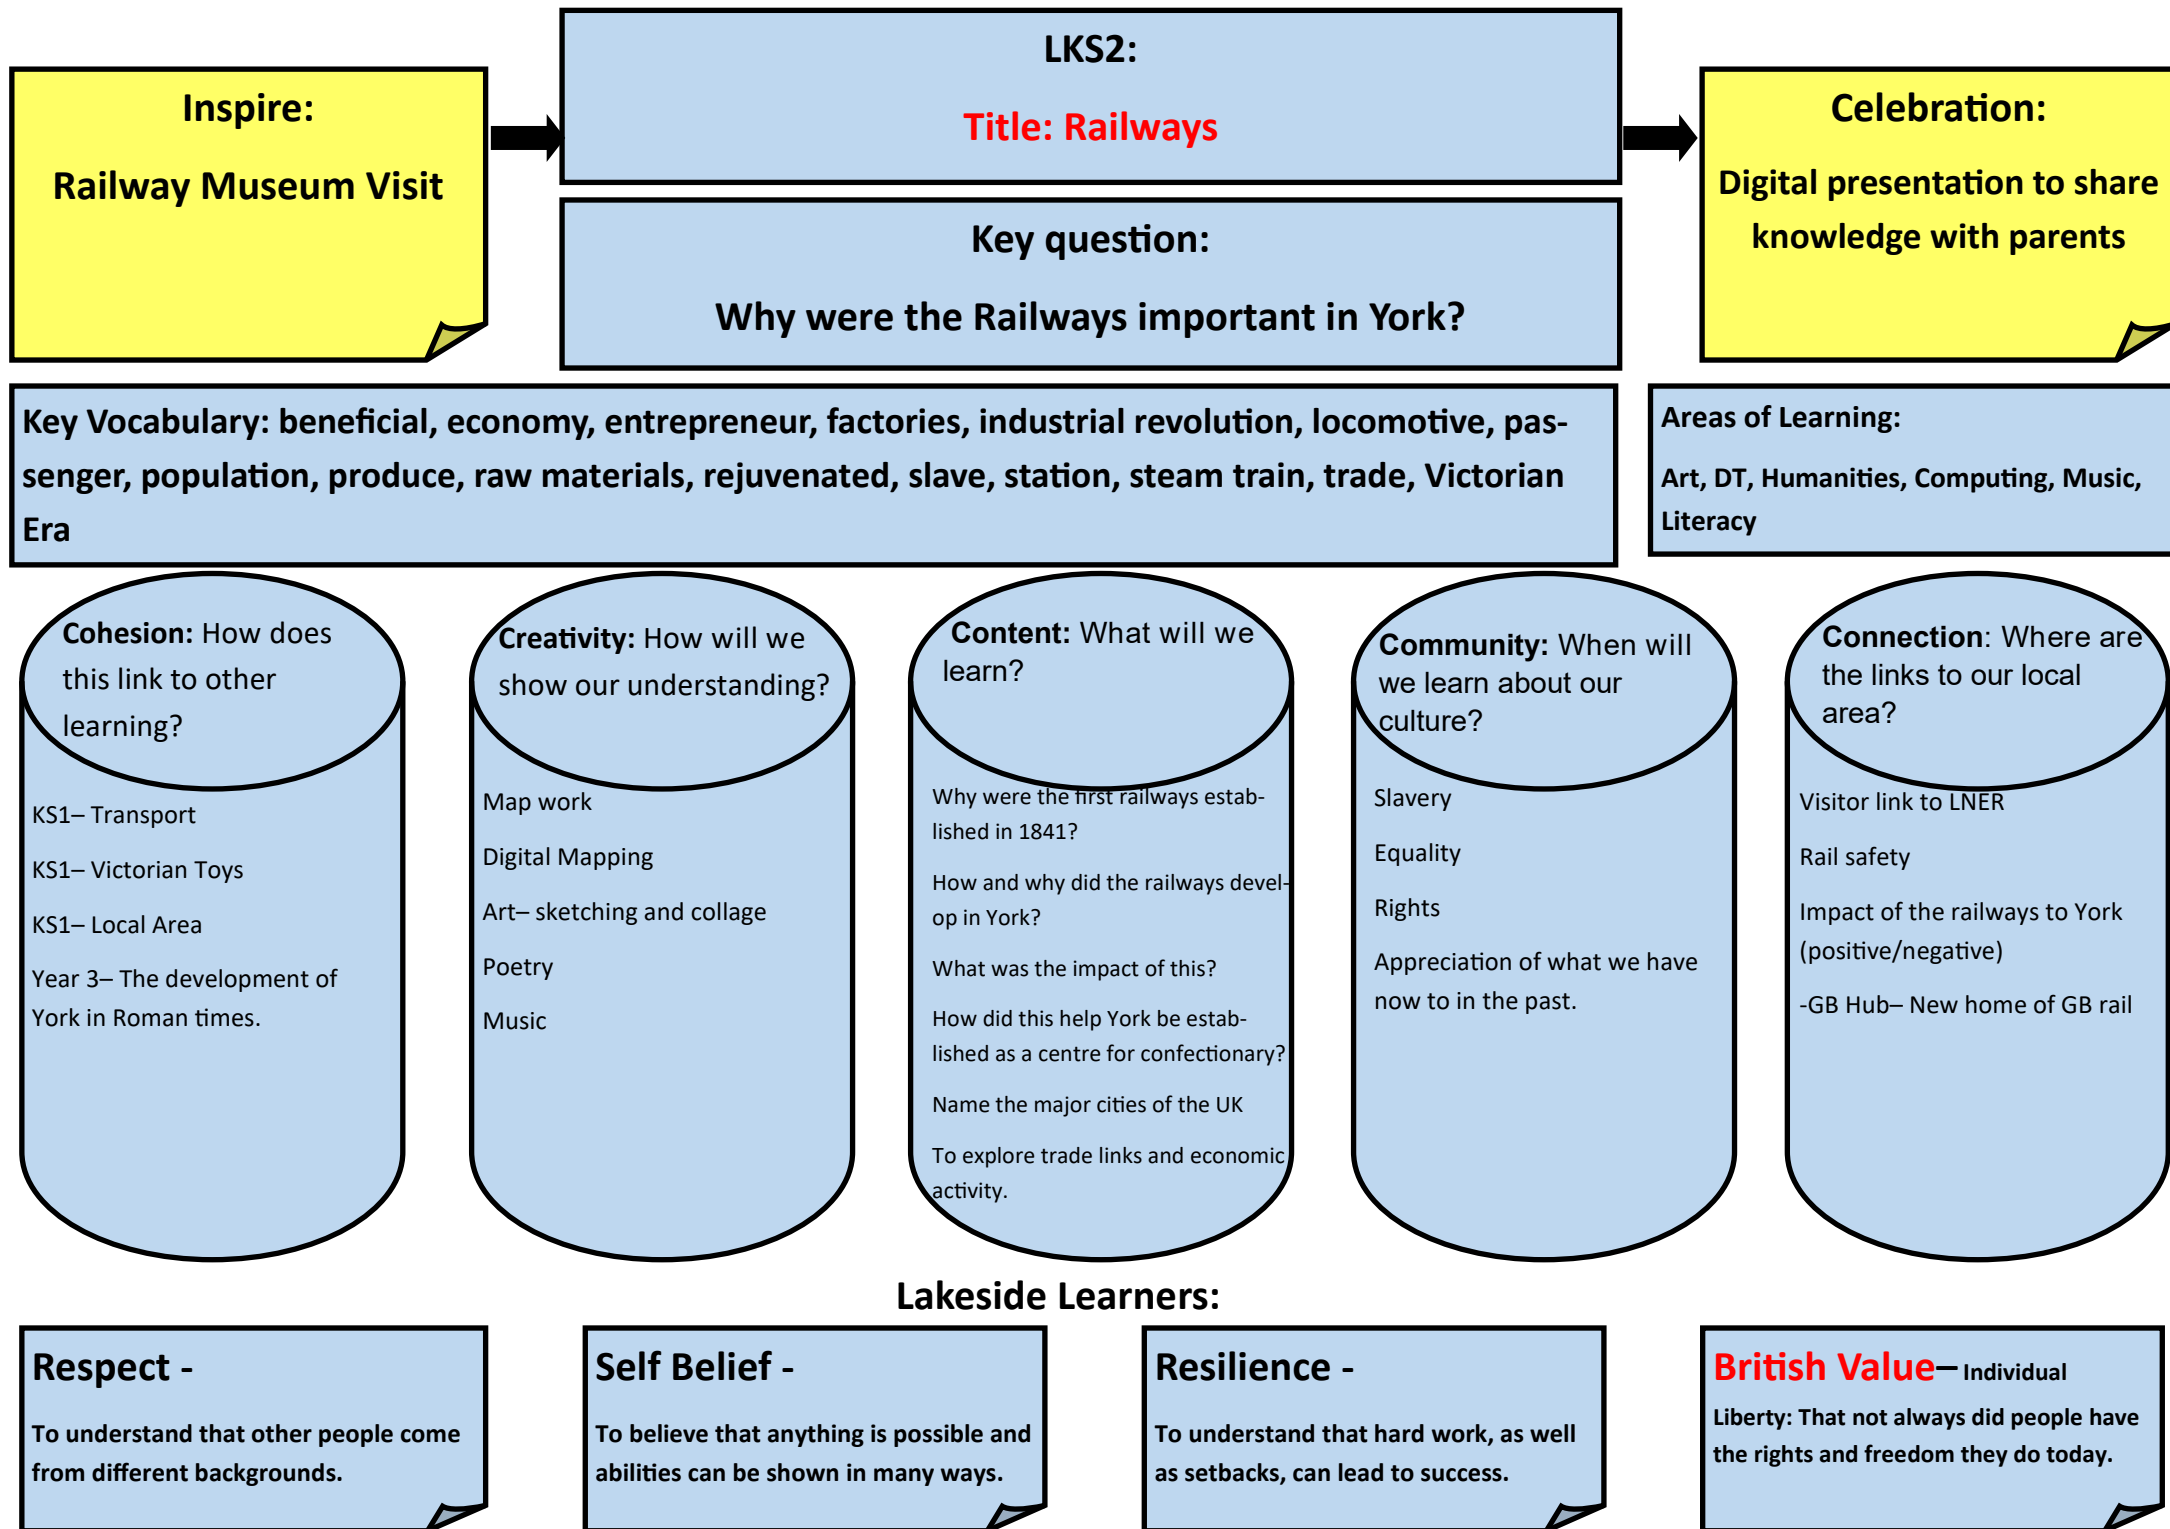 Inspire:
Railway Museum Visit
LKS2:
Title: Railways
Key question:
Why were the Railways important in York?
Celebration:
Digital presentation to share
knowledge with parents
Key Vocabulary: beneficial, economy, entrepreneur, factories, industrial revolution, locomotive, pas-
senger, population, produce, raw materials, rejuvenated, slave, station, steam train, trade, Victorian
Era
Areas of Learning:
Art, DT, Humanities, Computing, Music,
Literacy
Cohesion: How does
this link to other
learning?
KS1– Transport
KS1– Victorian Toys
KS1– Local Area
Year 3– The development of
York in Roman times.
Creativity: How will we
show our understanding?
Map work
Digital Mapping
Art– sketching and collage
Poetry
Music
Content: What will we
learn?
Why were the first railways estab-
lished in 1841?
How and why did the railways devel-
op in York?
What was the impact of this?
How did this help York be estab-
lished as a centre for confectionary?
Name the major cities of the UK
To explore trade links and economic
activity.
Community: When will
we learn about our
culture?
Slavery
Equality
Rights
Appreciation of what we have
now to in the past.
Connection: Where are
the links to our local
area?
Visitor link to LNER
Rail safety
Impact of the railways to York
(positive/negative)
-GB Hub– New home of GB rail
Lakeside Learners:
Respect -
To understand that other people come
from different backgrounds.
Self Belief -
To believe that anything is possible and
abilities can be shown in many ways.
Resilience -
To understand that hard work, as well
as setbacks, can lead to success.
British Value– Individual
Liberty: That not always did people have
the rights and freedom they do today.